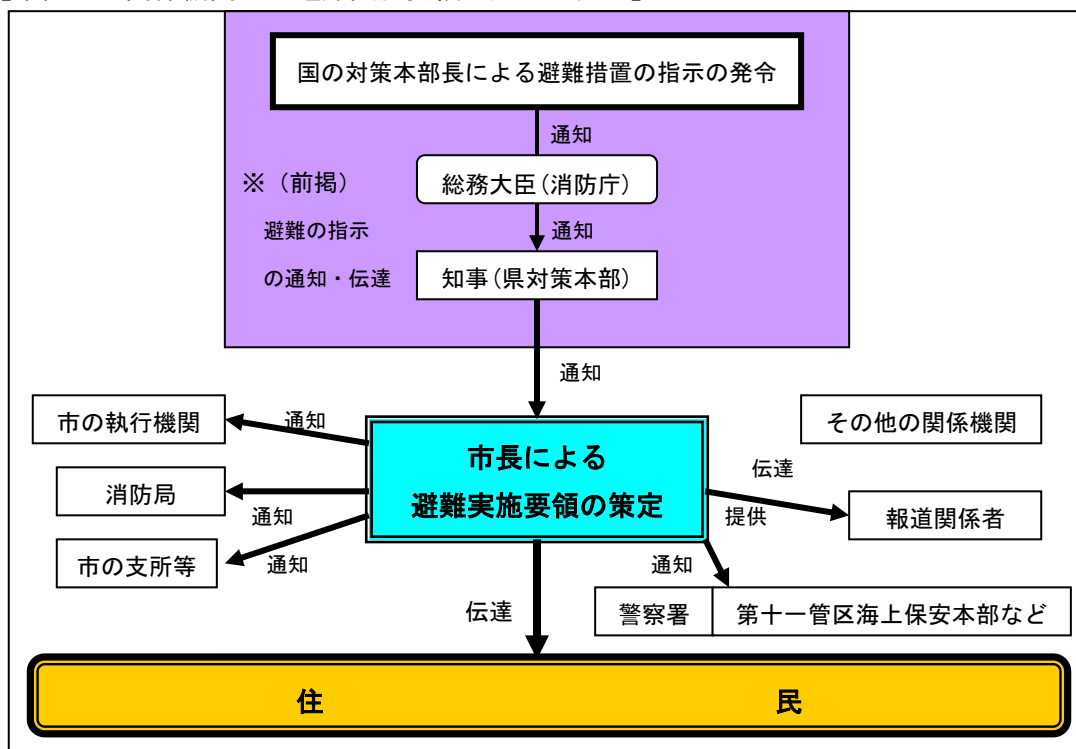 国の対策本部長による避難措置の指示の発令
通知
※（前掲）
総務大臣（消防庁）
避難の指示
通知
の通知・伝達
知事（県対策本部）
通知
市の執行機関
通知
その他の関係機関
市長による
避難実施要領の策定
伝達
消防局
提供
報道関係者
通知
市の支所等
通知
通知
伝達
警察署
第十一管区海上保安本部など
住民